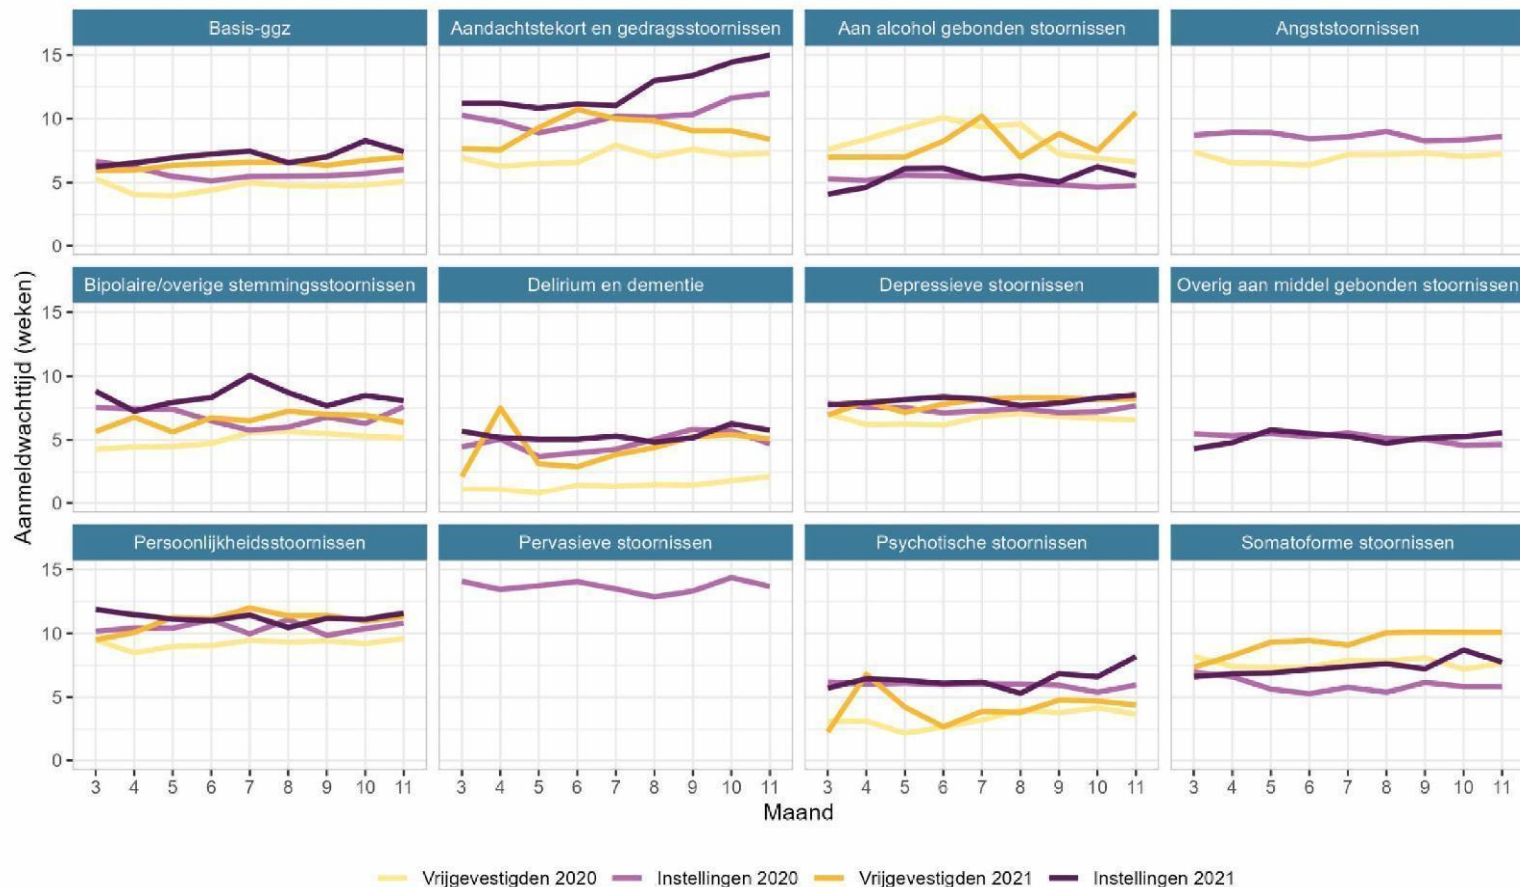 Basis-ggz
Aandachtstekort en gedragsstoornissen
Aan alcohol gebonden stoornissen
Angststoornissen
15
10
5
0
Bipolaire/overige stemmingsstoornissen
Delirium en dementie
Depressieve stoornissen
Overig aan middel gebonden stoornissen
15
10
5
0
Aanmeldwachttijd (weken)
Persoonlijkheidsstoornissen
Pervasieve stoornissen
Psychotische stoornissen
Somatoforme stoornissen
15
10
5
0
3 4 5 6 7 8 9 10 11
3 4 5 6 7 8 9 10 11
3 4 5 6 7 8 9 10 11
3 4 5 6 7 8 9 10 11
Maand
Vrijgevestigden 2020
Instellingen 2020
Vrijgevestigden 2021
Instellingen 2021